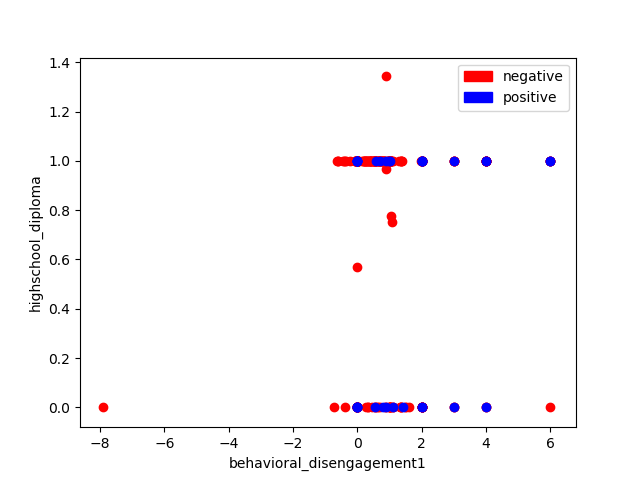 negative
positive
1.4
1.2
1.0
0.8
0.6
0.4
0.2
0.0
highschool_diploma
−8 −6 −4 −2 0 2 4 6
behavioral_disengagement1